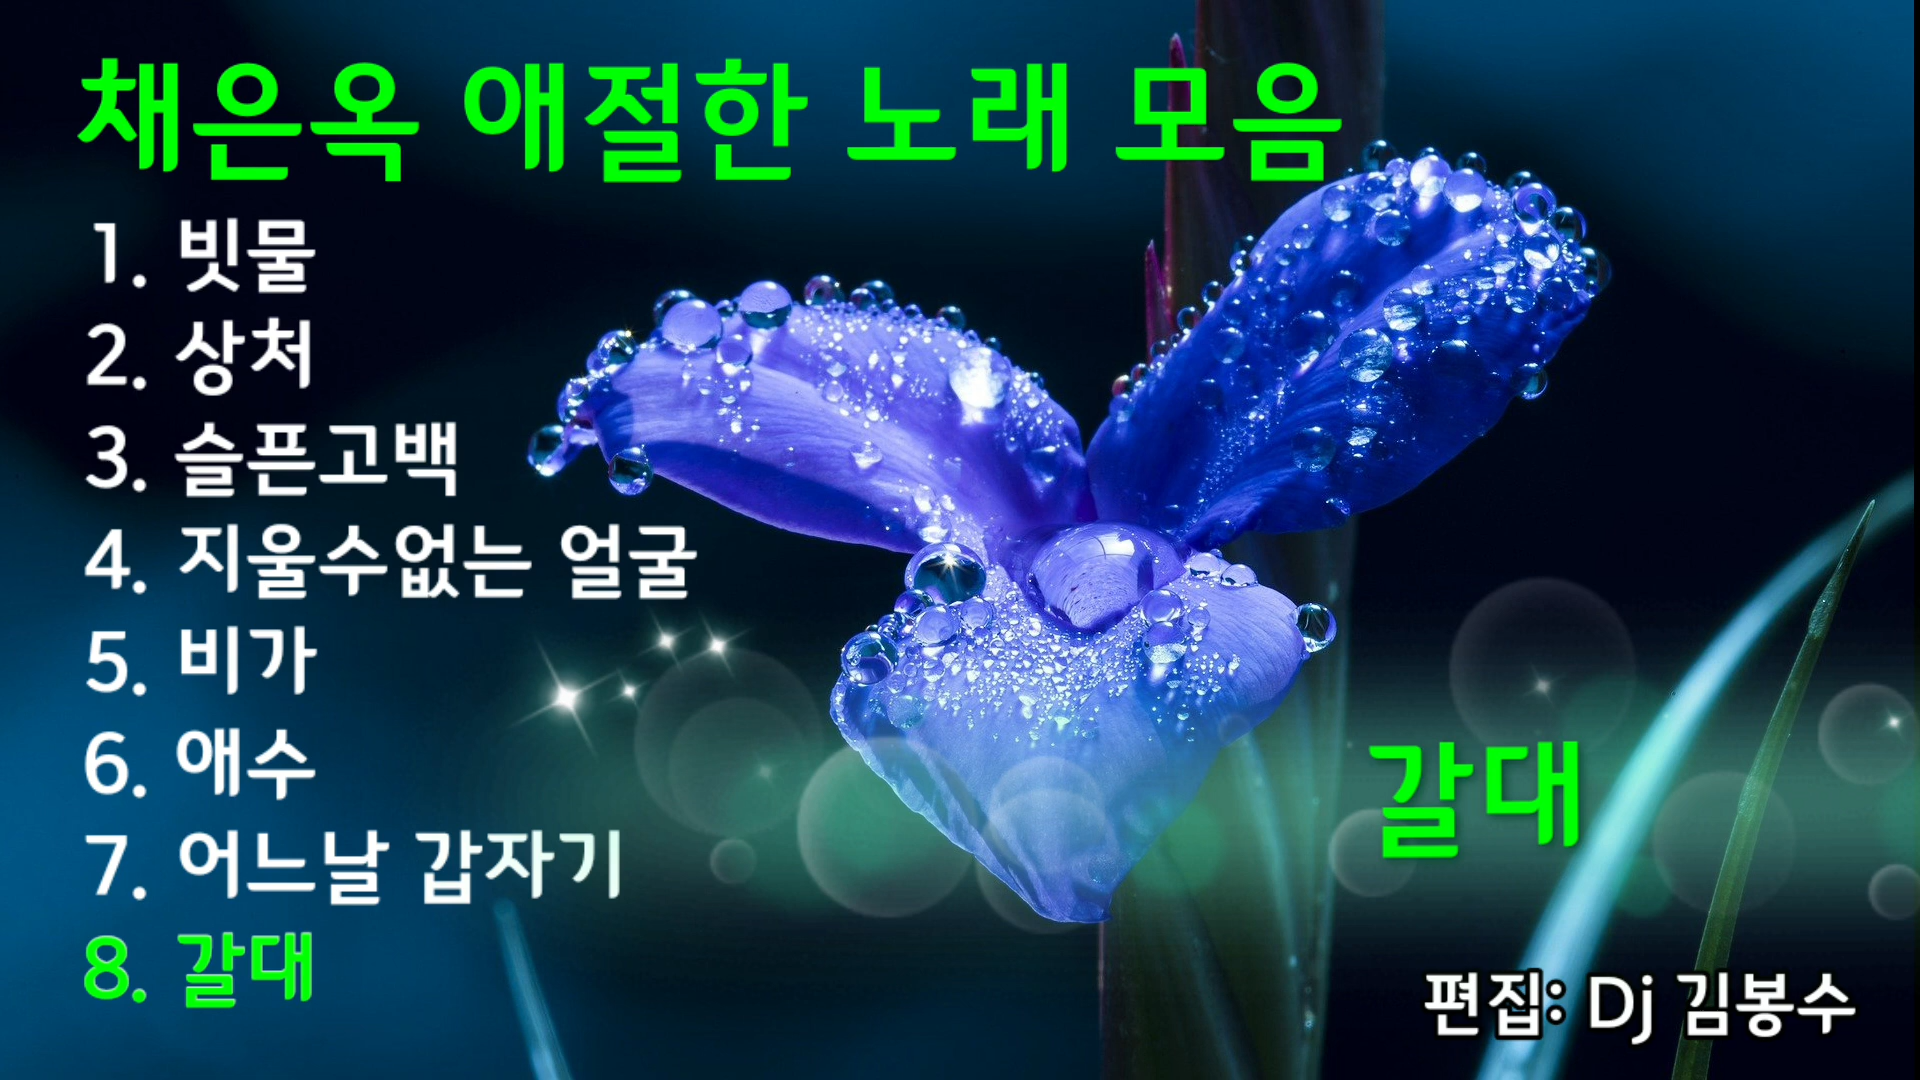 채은옥 애절한 노래 모음
1. 빗물
2. 상처
3. 슬픈고백
4. 지울수없는 얼굴
5. 비가
6. 애수
7. 어느날 갑자기
8. 갈대
갈대
편집: Dj 김봉수